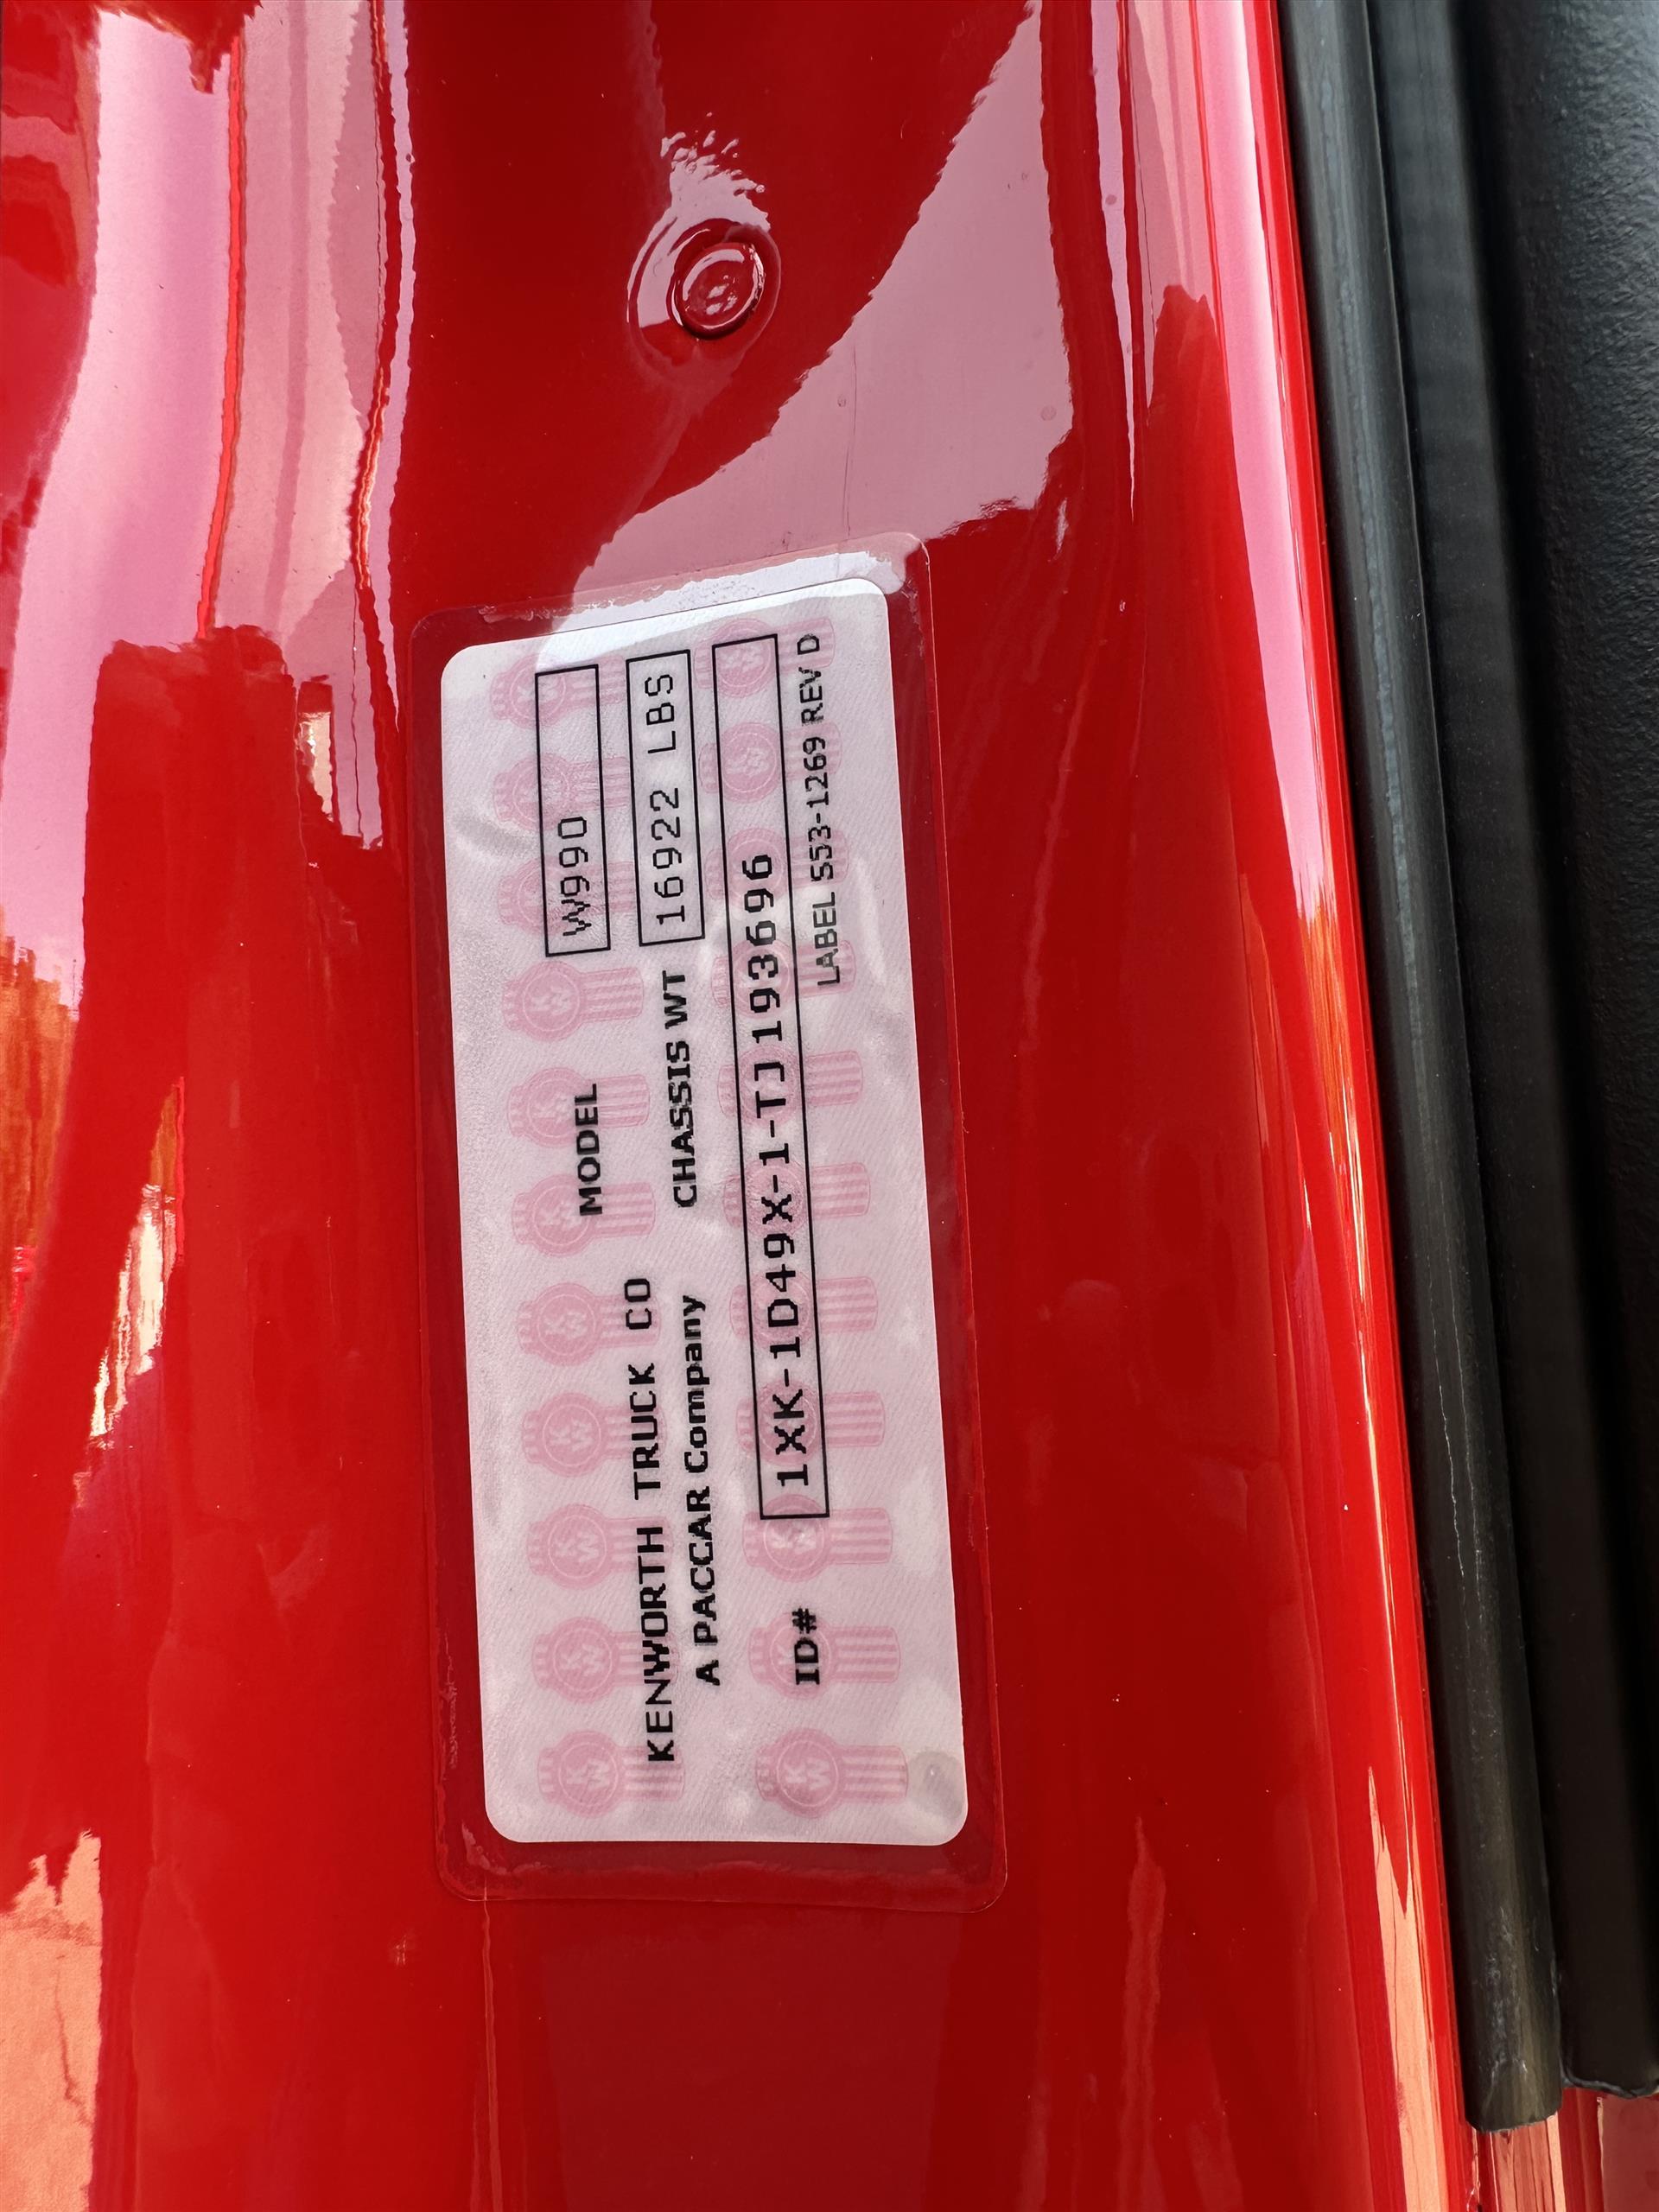 MODEL W990
KENWORTH TRUCK CO
CHASSIS WT 16922 LBS
A PACCAR Company
ID# 1XK-1D49X-1-TJ193696
LABEL S53-1269 REV D